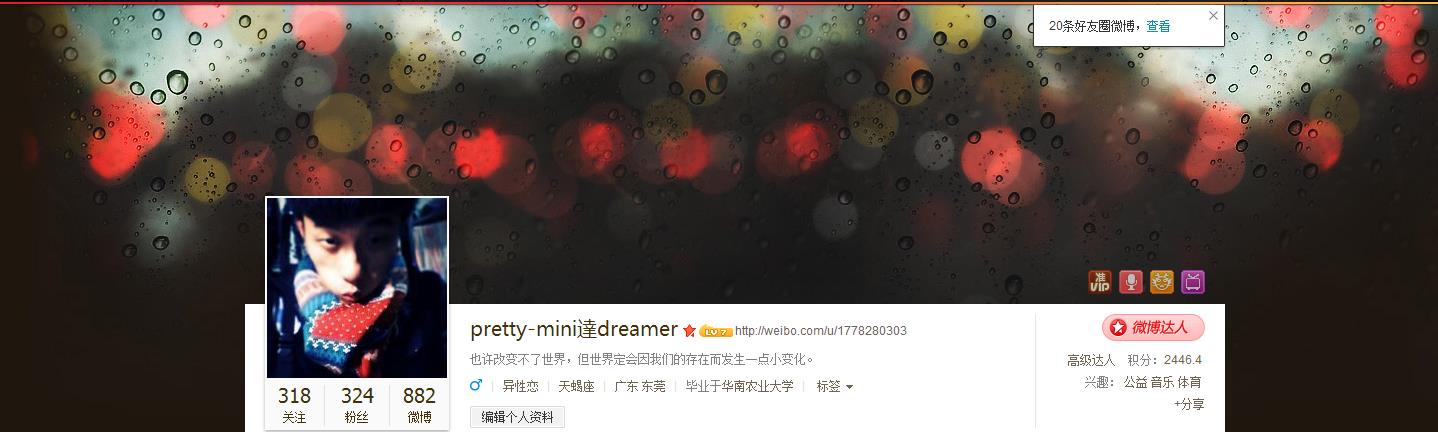 20条好友圈微博，查看
准
VIP
pretty-mini達dreamer LV 7 http://weibo.com/u/1778280303
微博达人
也许改变不了世界，但世界定会因我们的存在而发生一点小变化。
高级达人 积分：2446.4
异性恋 天蝎座 广东 东莞 毕业于华南农业大学 标签
兴趣： 公益 音乐 体育
+分享
318 324 882
关注 粉丝 微博
编辑个人资料